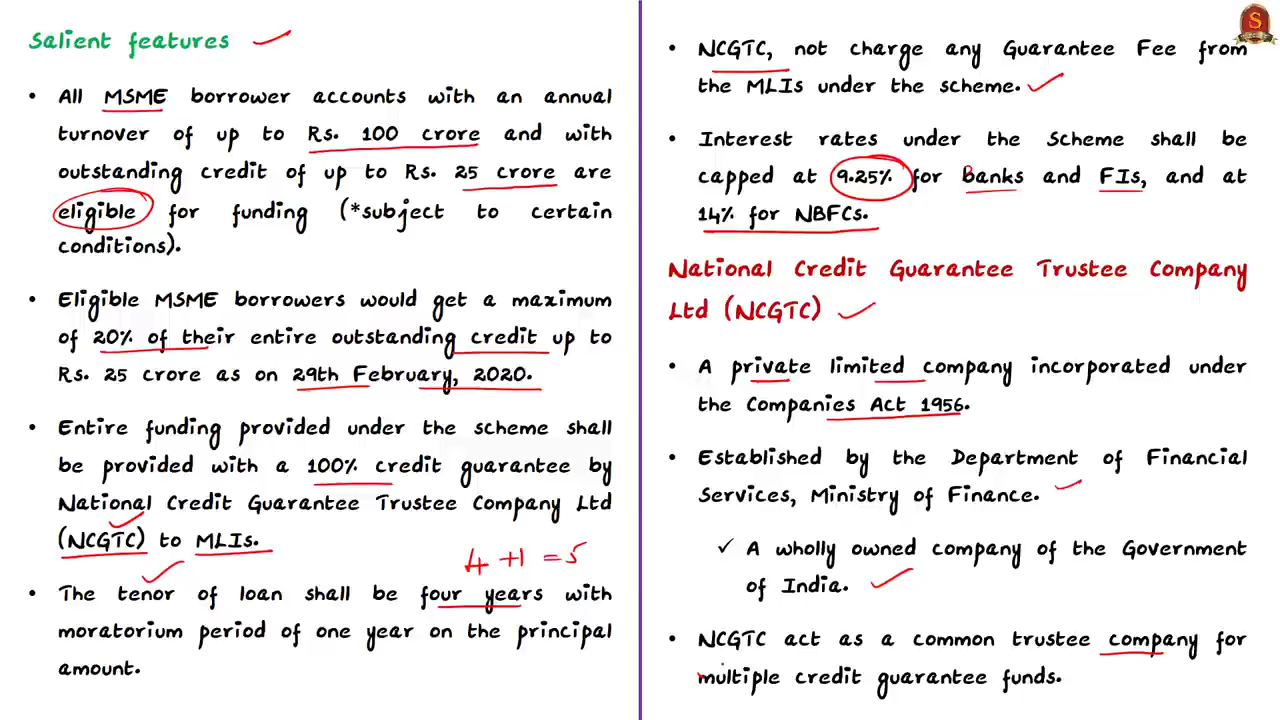 Salient features
• All MSME borrower accounts with an annual
turnover of up to Rs. 100 crore and with
outstanding credit of up to Rs. 25 crore are
eligible for funding (*subject to certain
conditions).
• Eligible MSME borrowers would get a maximum
of 20% of their entire outstanding credit up to
Rs. 25 crore as on 29th February, 2020.
• Entire funding provided under the scheme shall
be provided with a 100% credit guarantee by
National Credit Guarantee Trustee Company Ltd
(NCGTC) to MLIs.
4 +1 =5
• The tenor of loan shall be four years with
moratorium period of one year on the principal
amount.
• NCGTC, not charge any Guarantee Fee from
the MLIs under the scheme.
• Interest rates under the Scheme shall be
capped at 9.25% for banks and FIs, and at
14% for NBFCs.
National Credit Guarantee Trustee Company
Ltd (NCGTC)
• A private limited company incorporated under
the Companies Act 1956.
• Established by the Department of Financial
Services, Ministry of Finance.
✓ A wholly owned company of the Government
of India.
• NCGTC act as a common trustee company for
multiple credit guarantee funds.
S